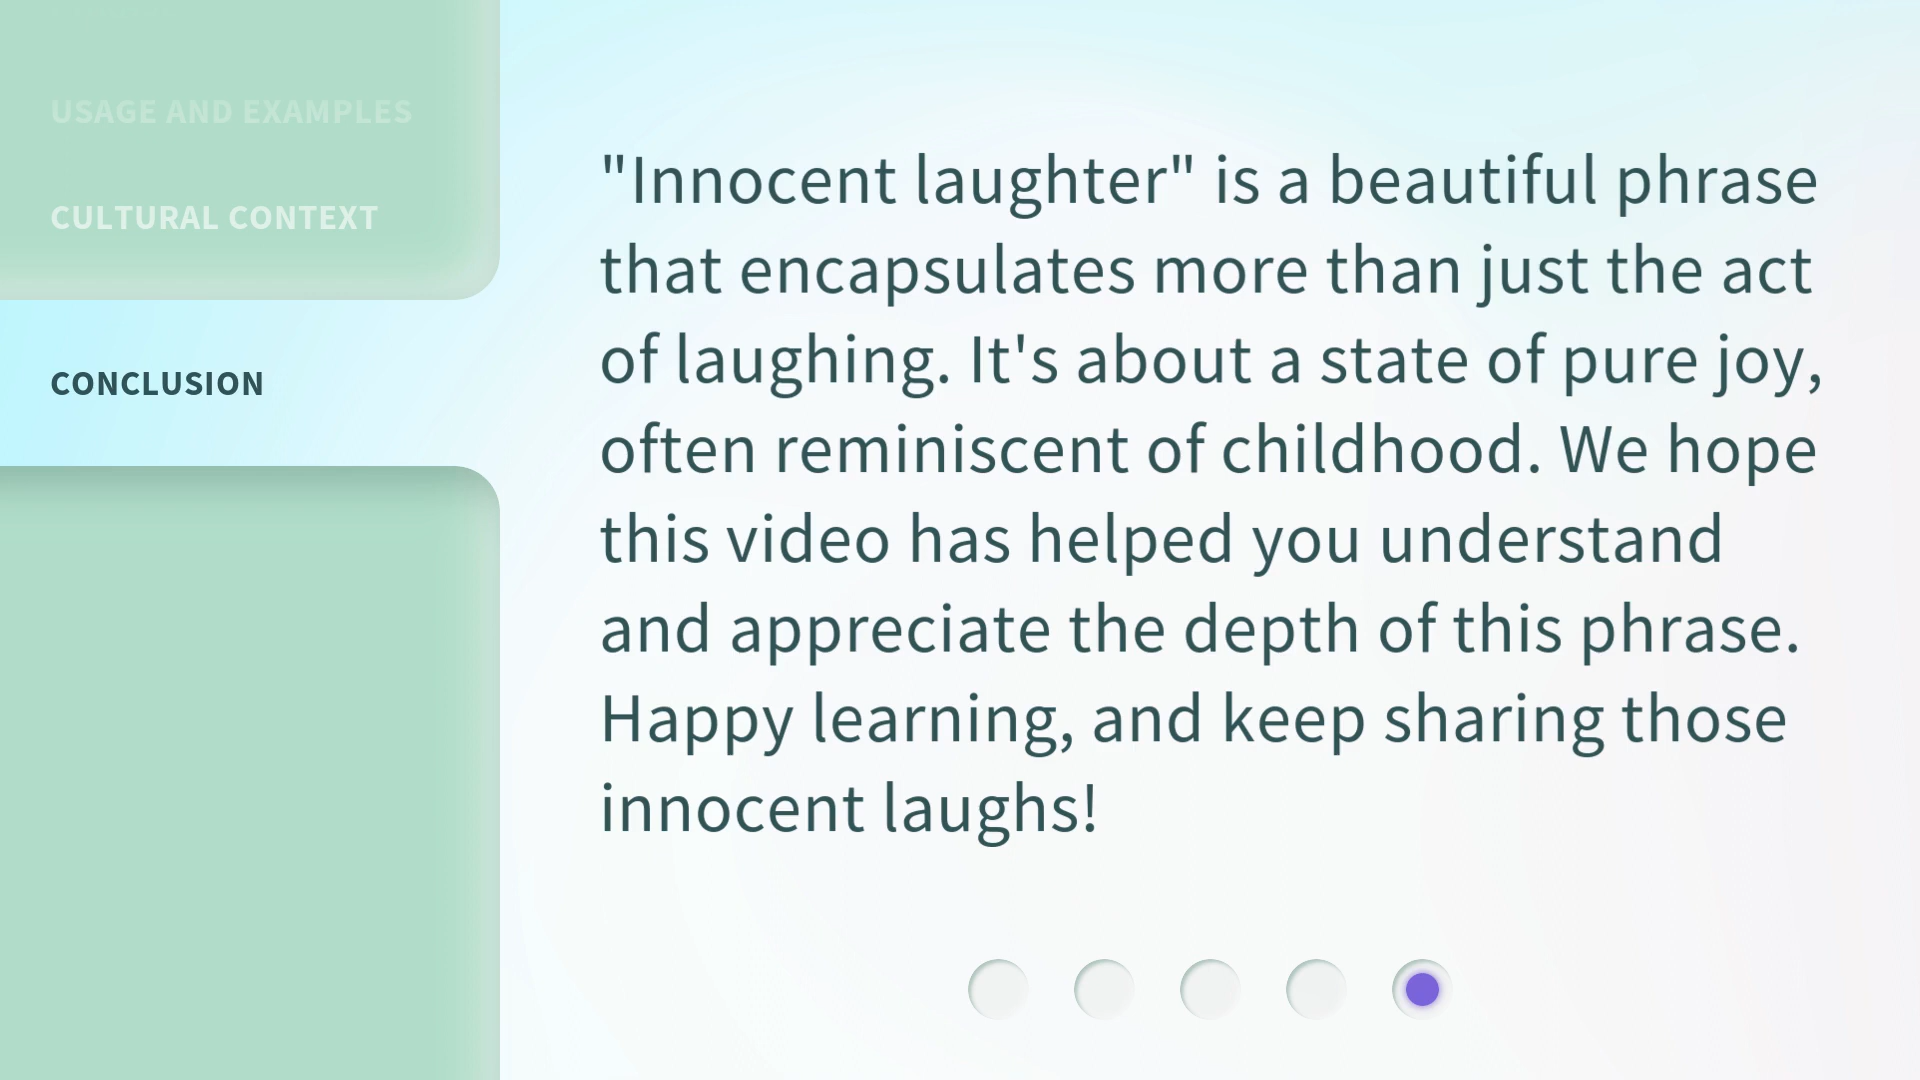 USAGE AND EXAMPLES
CULTURAL CONTEXT
CONCLUSION
"Innocent laughter" is a beautiful phrase
that encapsulates more than just the act
of laughing. It's about a state of pure joy,
often reminiscent of childhood. We hope
this video has helped you understand
and appreciate the depth of this phrase.
Happy learning, and keep sharing those
innocent laughs!